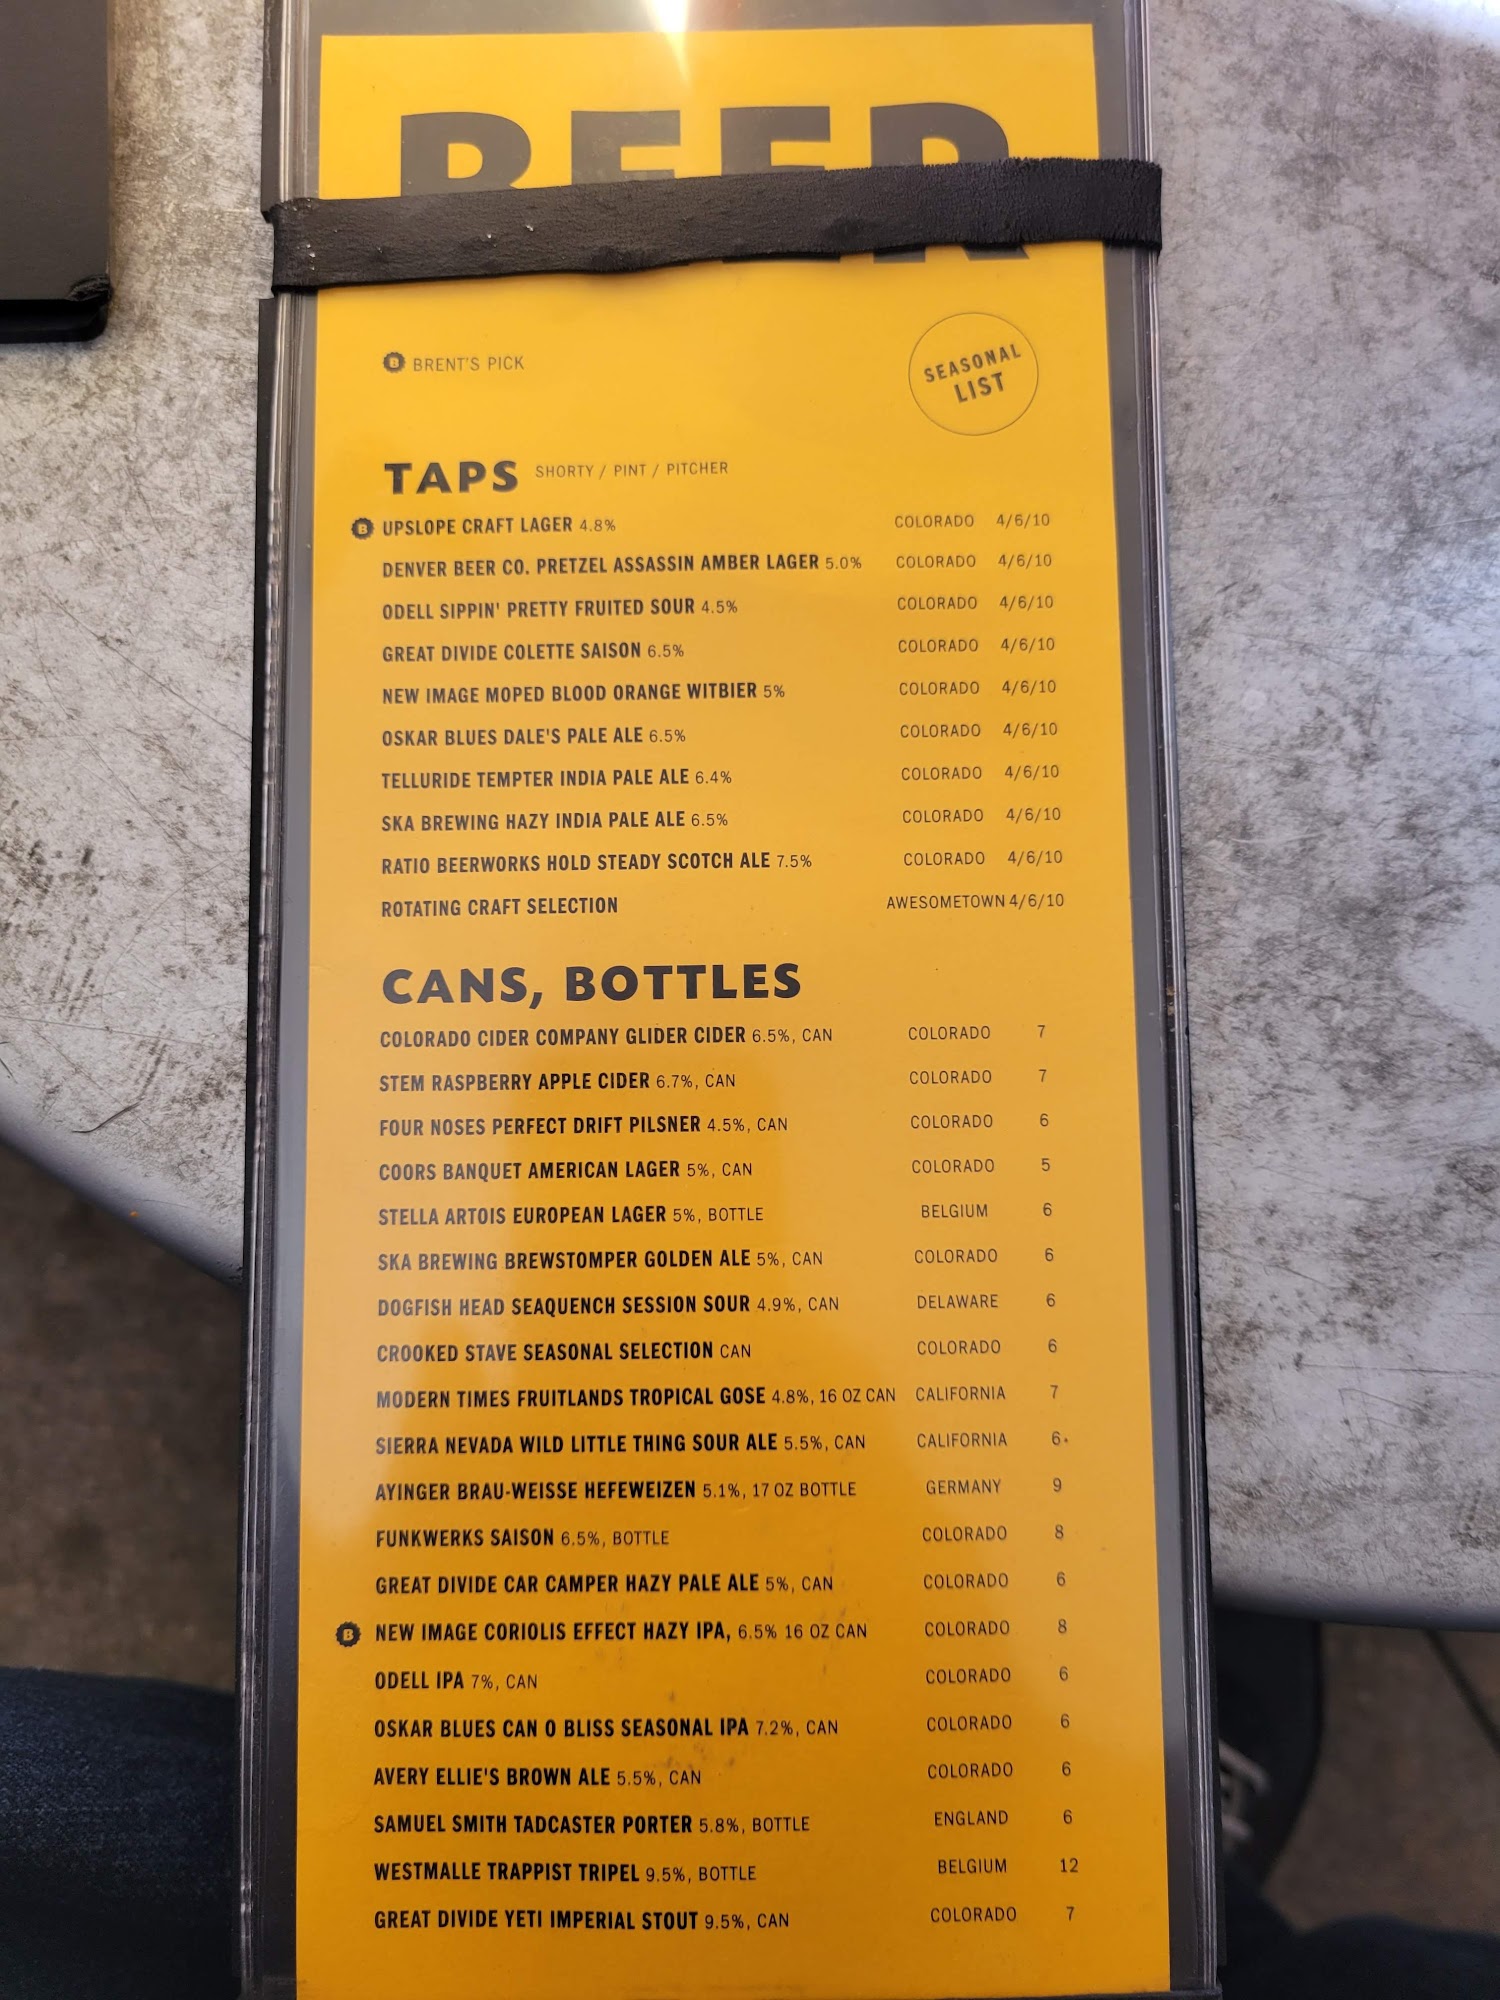 BEER
B BRENT'S PICK
SEASONAL
LIST
TAPS SHORTY / PINT / PITCHER
B UPSLOPE CRAFT LAGER 4.8% COLORADO 4/6/10
DENVER BEER CO. PRETZEL ASSASSIN AMBER LAGER 5.0% COLORADO 4/6/10
ODELL SIPPIN' PRETTY FRUITED SOUR 4.5% COLORADO 4/6/10
GREAT DIVIDE COLETTE SAISON 6.5% COLORADO 4/6/10
NEW IMAGE MOPED BLOOD ORANGE WITBIER 5% COLORADO 4/6/10
OSKAR BLUES DALE'S PALE ALE 6.5% COLORADO 4/6/10
TELLURIDE TEMPTER INDIA PALE ALE 6.4% COLORADO 4/6/10
SKA BREWING HAZY INDIA PALE ALE 6.5% COLORADO 4/6/10
RATIO BEERWORKS HOLD STEADY SCOTCH ALE 7.5% COLORADO 4/6/10
ROTATING CRAFT SELECTION AWESOMETOWN 4/6/10
CANS, BOTTLES
COLORADO CIDER COMPANY GLIDER CIDER 6.5%, CAN COLORADO 7
STEM RASPBERRY APPLE CIDER 6.7%, CAN COLORADO 7
FOUR NOSES PERFECT DRIFT PILSNER 4.5%, CAN COLORADO 6
COORS BANQUET AMERICAN LAGER 5%, CAN COLORADO 5
STELLA ARTOIS EUROPEAN LAGER 5%, BOTTLE BELGIUM 6
SKA BREWING BREWSTOMPER GOLDEN ALE 5%, CAN COLORADO 6
DOGFISH HEAD SEAQUENCH SESSION SOUR 4.9%, CAN DELAWARE 6
CROOKED STAVE SEASONAL SELECTION CAN COLORADO 6
MODERN TIMES FRUITLANDS TROPICAL GOSE 4.8%, 16 OZ CAN CALIFORNIA 7
SIERRA NEVADA WILD LITTLE THING SOUR ALE 5.5%, CAN CALIFORNIA 6
AYINGER BRAU-WEISSE HEFEWEIZEN 5.1%, 17 OZ BOTTLE GERMANY 9
FUNKWERKS SAISON 6.5%, BOTTLE COLORADO 8
GREAT DIVIDE CAR CAMPER HAZY PALE ALE 5%, CAN COLORADO 6
B NEW IMAGE CORIOLIS EFFECT HAZY IPA, 6.5% 16 OZ CAN COLORADO 8
ODELL IPA 7%, CAN COLORADO 6
OSKAR BLUES CAN O BLISS SEASONAL IPA 7.2%, CAN COLORADO 6
AVERY ELLIE'S BROWN ALE 5.5%, CAN COLORADO 6
SAMUEL SMITH TADCASTER PORTER 5.8%, BOTTLE ENGLAND 6
WESTMALLE TRAPPIST TRIPEL 9.5%, BOTTLE BELGIUM 12
GREAT DIVIDE YETI IMPERIAL STOUT 9.5%, CAN COLORADO 7